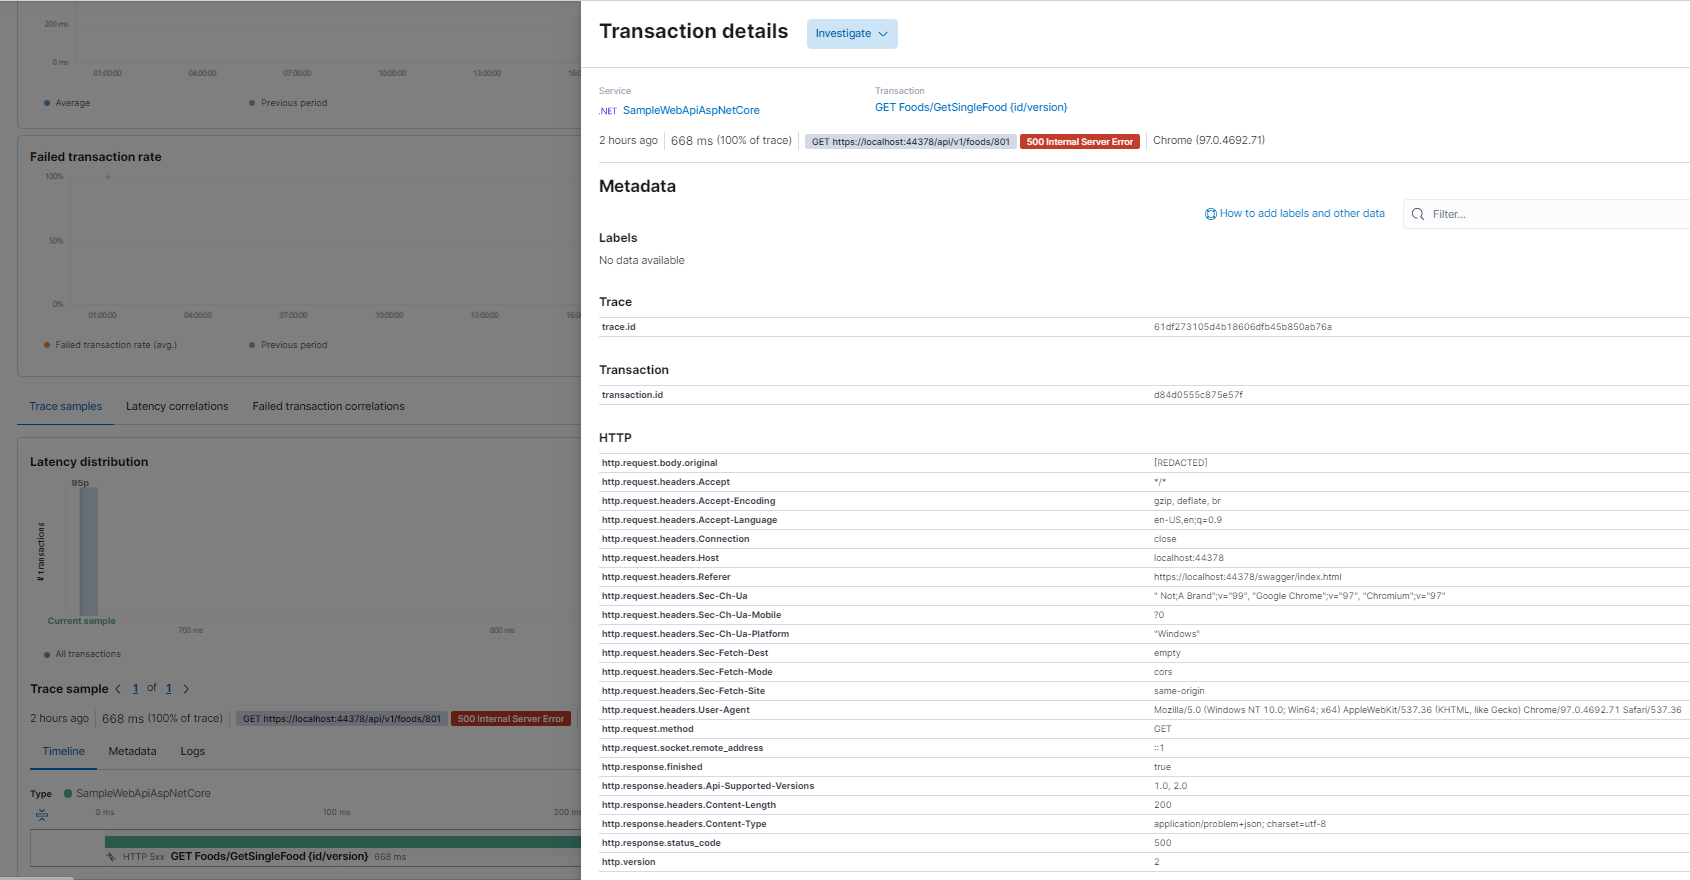 200 ms
0 ms
01:00:00 04:00:00 07:00:00 10:00:00 13:00:00
Average Previous period
Failed transaction rate
100%
50%
0%
01:00:00 04:00:00 07:00:00 10:00:00 13:00:00
Failed transaction rate (avg.) Previous period
Trace samples Latency correlations Failed transaction correlations
Latency distribution
95p
# transactions
Current sample
700 ms 800 ms
All transactions
Trace sample 1 of 1
2 hours ago 668 ms (100% of trace) GET https://localhost:44378/api/v1/foods/801 500 Internal Server Error
Timeline Metadata Logs
Type SampleWebApiAspNetCore
0 ms 100 ms 200 ms
HTTP 5xx GET Foods/GetSingleFood {id/version} 668 ms
Transaction details Investigate
Service Transaction
.NET SampleWebApiAspNetCore GET Foods/GetSingleFood {id/version}
2 hours ago 668 ms (100% of trace) GET https://localhost:44378/api/v1/foods/801 500 Internal Server Error Chrome (97.0.4692.71)
Metadata
How to add labels and other data Filter...
Labels
No data available
Trace
trace.id 61df273105d4b18606dfb45b850ab76a
Transaction
transaction.id d84d0555c875e57f
HTTP
http.request.body.original [REDACTED]
http.request.headers.Accept */*
http.request.headers.Accept-Encoding gzip, deflate, br
http.request.headers.Accept-Language en-US,en;q=0.9
http.request.headers.Connection close
http.request.headers.Host localhost:44378
http.request.headers.Referer https://localhost:44378/swagger/index.html
http.request.headers.Sec-Ch-Ua " Not;A Brand";v="99", "Google Chrome";v="97", "Chromium";v="97"
http.request.headers.Sec-Ch-Ua-Mobile ?0
http.request.headers.Sec-Ch-Ua-Platform "Windows"
http.request.headers.Sec-Fetch-Dest empty
http.request.headers.Sec-Fetch-Mode cors
http.request.headers.Sec-Fetch-Site same-origin
http.request.headers.User-Agent Mozilla/5.0 (Windows NT 10.0; Win64; x64) AppleWebKit/537.36 (KHTML, like Gecko) Chrome/97.0.4692.71 Safari/537.36
http.request.method GET
http.request.socket.remote_address ::1
http.response.finished true
http.response.headers.Api-Supported-Versions 1.0, 2.0
http.response.headers.Content-Length 200
http.response.headers.Content-Type application/problem+json; charset=utf-8
http.response.status_code 500
http.version 2